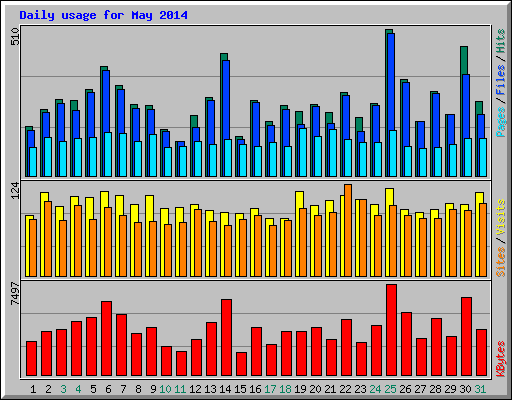 Daily usage for May 2014
510
Pages / Files / Hits
124
Sites / Visits
7497
KBytes
1 2 3 4 5 6 7 8 9 10 11 12 13 14 15 16 17 18 19 20 21 22 23 24 25 26 27 28 29 30 31